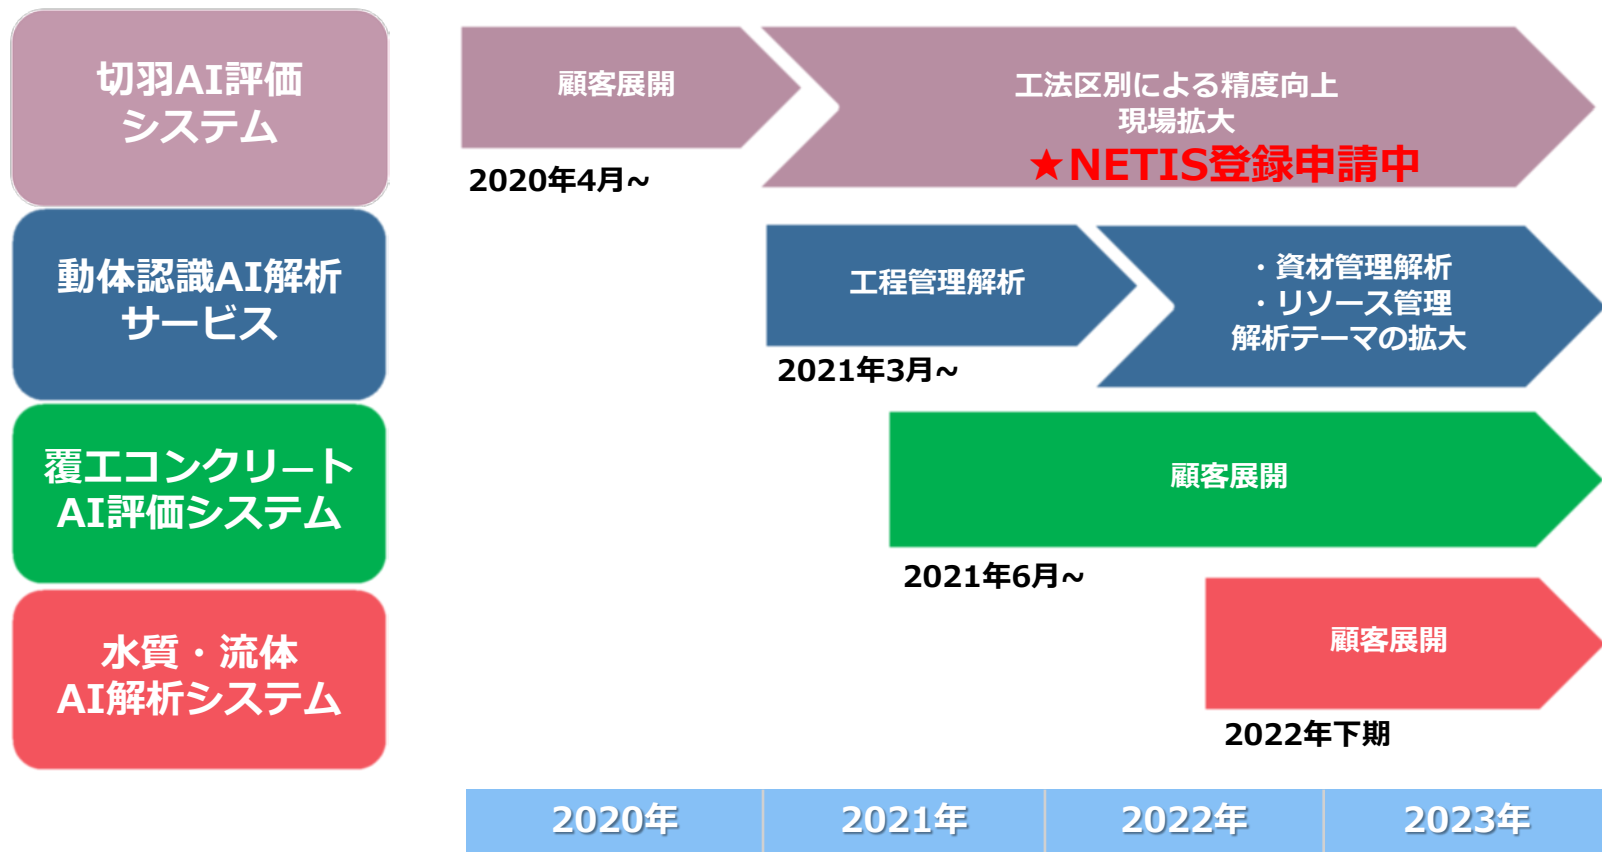 切羽AI評価
システム
顧客展開
2020年4月~
工法区別による精度向上
現場拡大
★NETIS登録申請中
動体認識AI解析
サービス
工程管理解析
2021年3月~
・資材管理解析
・リソース管理
解析テーマの拡大
覆工コンクリート
AI評価システム
顧客展開
2021年6月~
水質・流体
AI解析システム
顧客展開
2022年下期
2020年
2021年
2022年
2023年